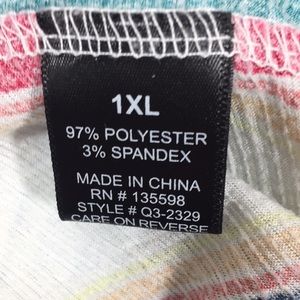 1XL
97% POLYESTER
3% SPANDEX
MADE IN CHINA
RN # 135598
STYLE # Q3-2329
CARE ON REVERSE